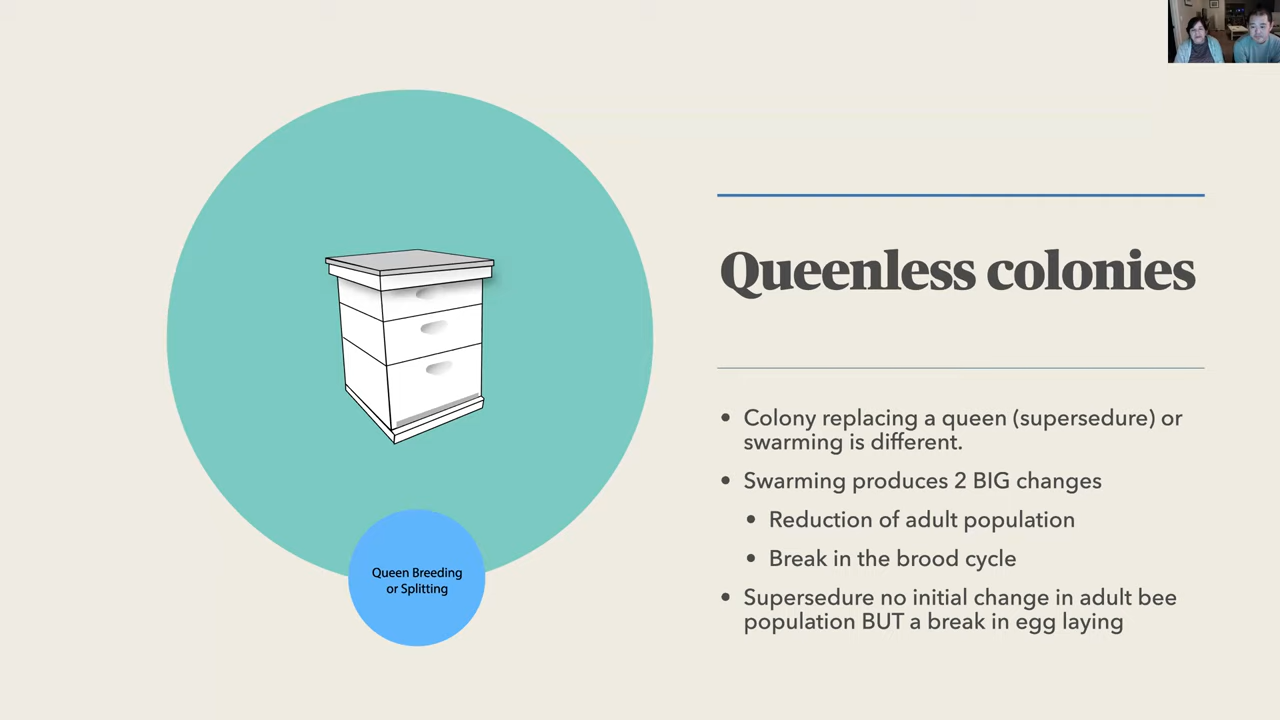 Queenless colonies
• Colony replacing a queen (supersedure) or
swarming is different.
• Swarming produces 2 BIG changes
• Reduction of adult population
• Break in the brood cycle
• Supersedure no initial change in adult bee
population BUT a break in egg laying
Queen Breeding
or Splitting